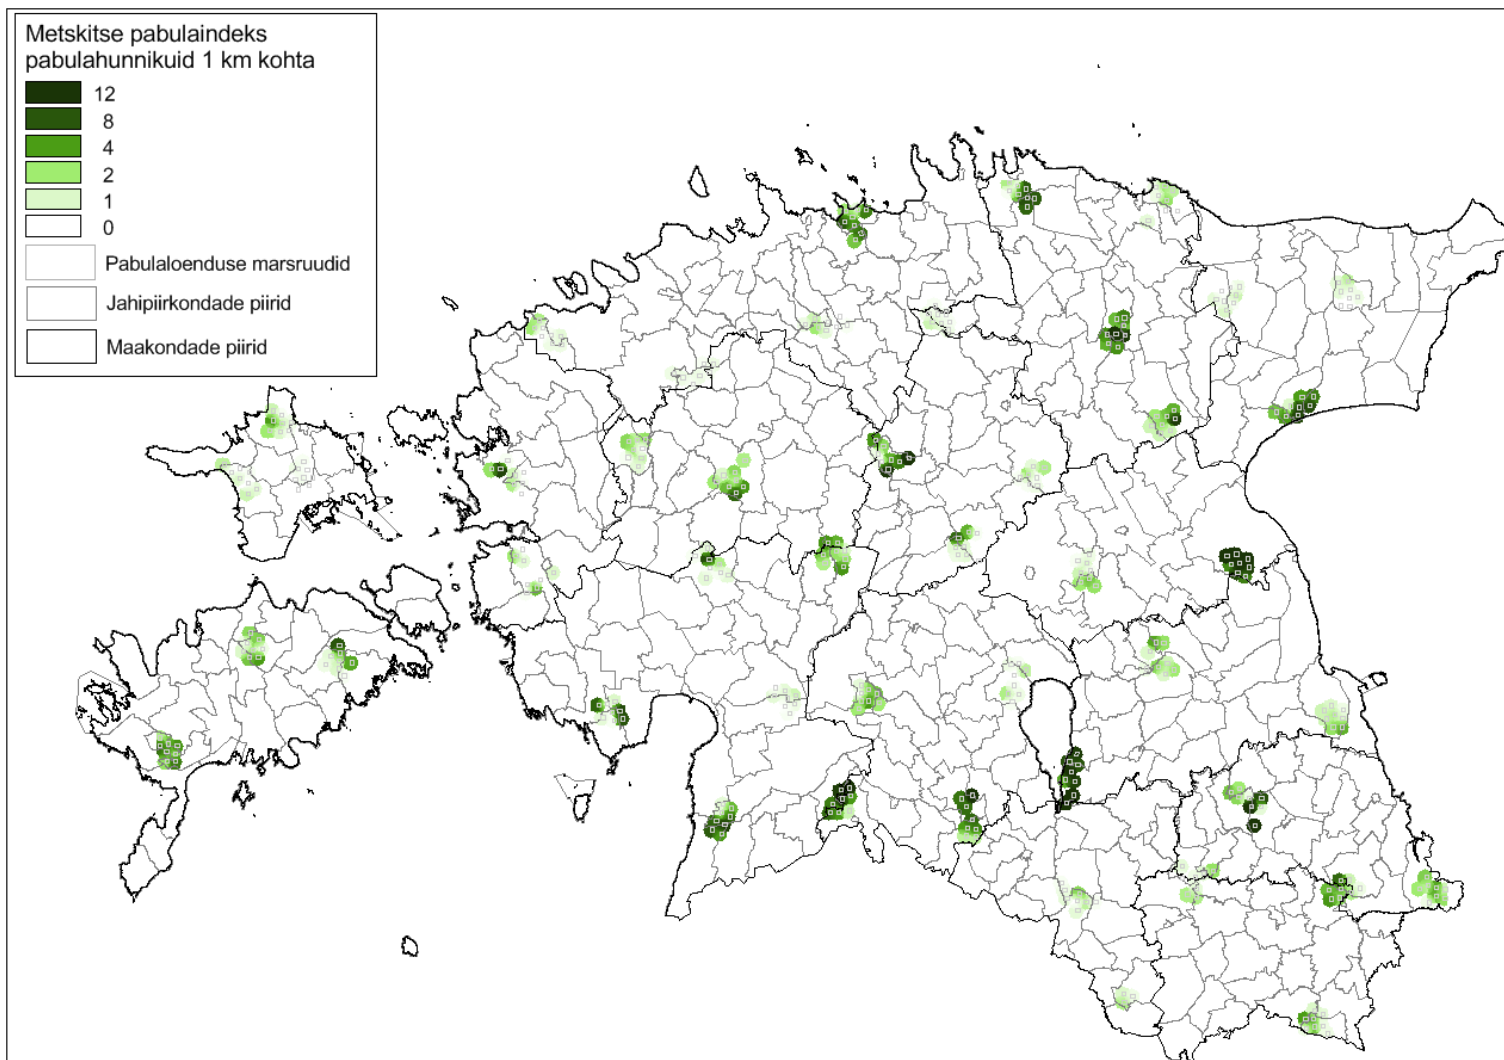 Metskitse pabulaindeks
pabulahunnikuid 1 km kohta
12
8
4
2
1
0
Pabulaloenduse marsruudid
Jahipiirkondade piirid
Maakondade piirid